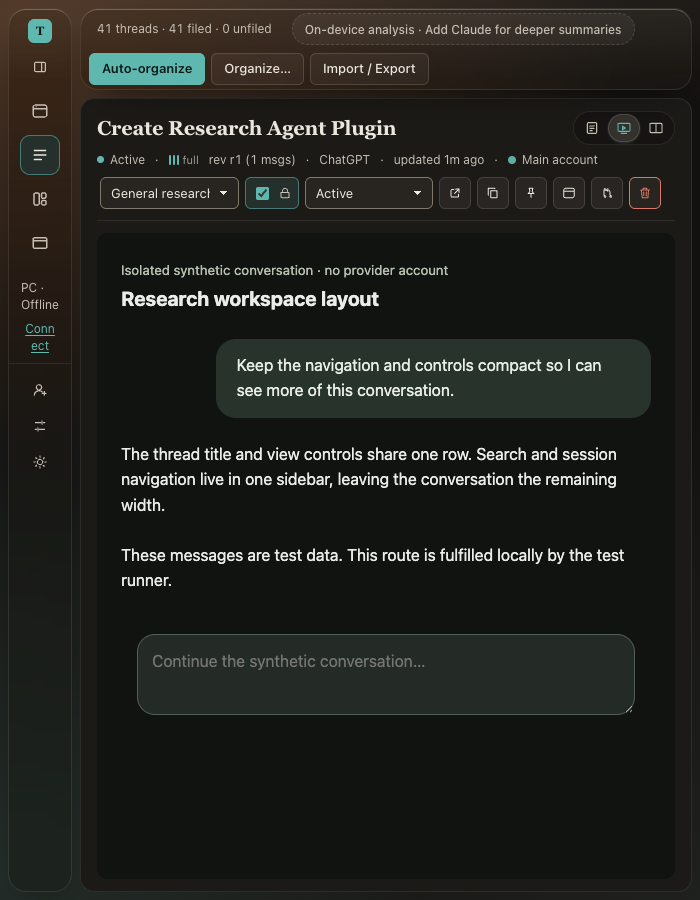 T
41 threads · 41 filed · 0 unfiled
On-device analysis · Add Claude for deeper summaries
Auto-organize
Organize...
Import / Export
Create Research Agent Plugin
Active · full rev r1 (1 msgs) · ChatGPT · updated 1m ago · Main account
General research
Active
PC ·
Offline
Conn
ect
Isolated synthetic conversation · no provider account
Research workspace layout
Keep the navigation and controls compact so I can
see more of this conversation.
The thread title and view controls share one row. Search and session
navigation live in one sidebar, leaving the conversation the remaining
width.
These messages are test data. This route is fulfilled locally by the test
runner.
Continue the synthetic conversation...